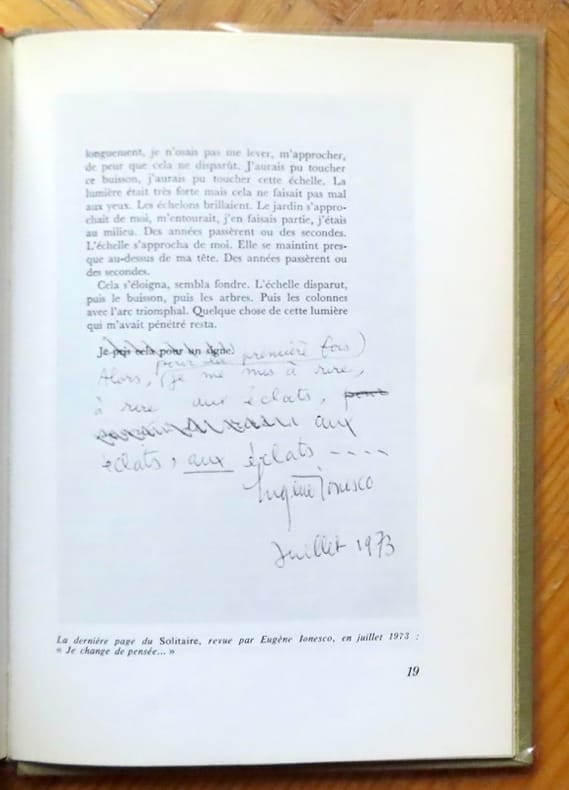 longuement, je n'osais pas me lever, m'approcher,
de peur que cela ne disparût. J'aurais pu toucher
ce buisson, j'aurais pu toucher cette échelle. La
lumière était très forte mais cela ne faisait pas mal
aux yeux. Les échelons brillaient. Le jardin s'appro-
chait de moi, m'entourait, j'en faisais partie, j'étais
au milieu. Des années passèrent ou des secondes.
L'échelle s'approcha de moi. Elle se maintint pres-
que au-dessus de ma tête. Des années passèrent ou
des secondes.
Cela s'éloigna, sembla fondre. L'échelle disparut,
puis le buisson, puis les arbres. Puis les colonnes
avec l'arc triomphal. Quelque chose de cette lumière
qui m'avait pénétré resta.
Je pris cela pour un signe.
pour la première fois)
Alors, (je me mis à rire,
à rire aux éclats,
aux
éclats, aux éclats ----
Eugène Ionesco
Juillet 1973
La dernière page du Solitaire, revue par Eugène Ionesco, en juillet 1973 :
« Je change de pensée... »
19